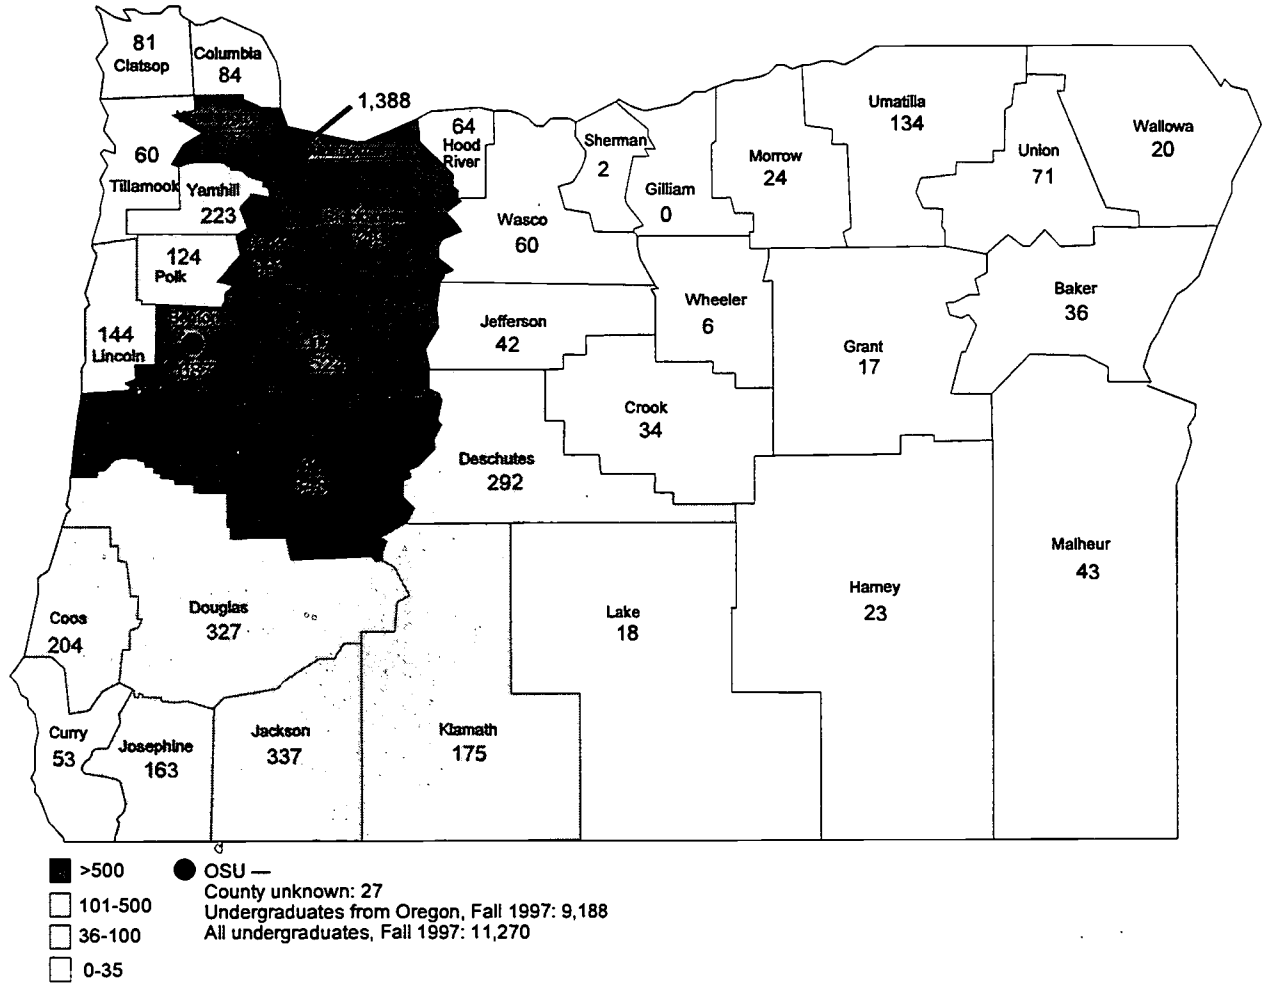 81
Clatsop
Columbia
84
1,388
60
Tillamook
Yamhill
223
64
Hood
River
Sherman
2
Gilliam
0
Morrow
24
Umatilla
134
Union
71
Wallowa
20
Wasco
60
124
Polk
144
Lincoln
Jefferson
42
Wheeler
6
Grant
17
Baker
36
Crook
34
Deschutes
292
Coos
204
Douglas
327
Lake
18
Harney
23
Malheur
43
Curry
53
Josephine
163
Jackson
337
Klamath
175
>500
101-500
36-100
0-35
OSU —
County unknown: 27
Undergraduates from Oregon, Fall 1997: 9,188
All undergraduates, Fall 1997: 11,270